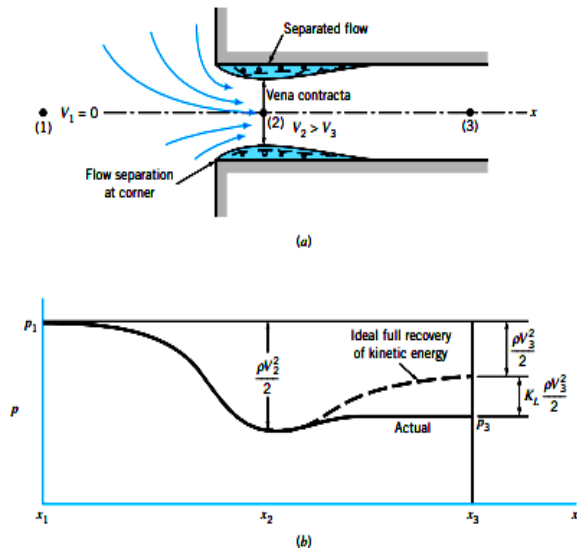 Separated flow
Vena contracta
V₁ = 0
x
(1)
(2)
V₂ > V₃
(3)
Flow separation
at corner
(a)
p₁
Ideal full recovery
of kinetic energy
ρV₂²/2
ρV₃²/2
K_L ρV₃²/2
p
Actual
p₃
x₁
x₂
x₃
x
(b)